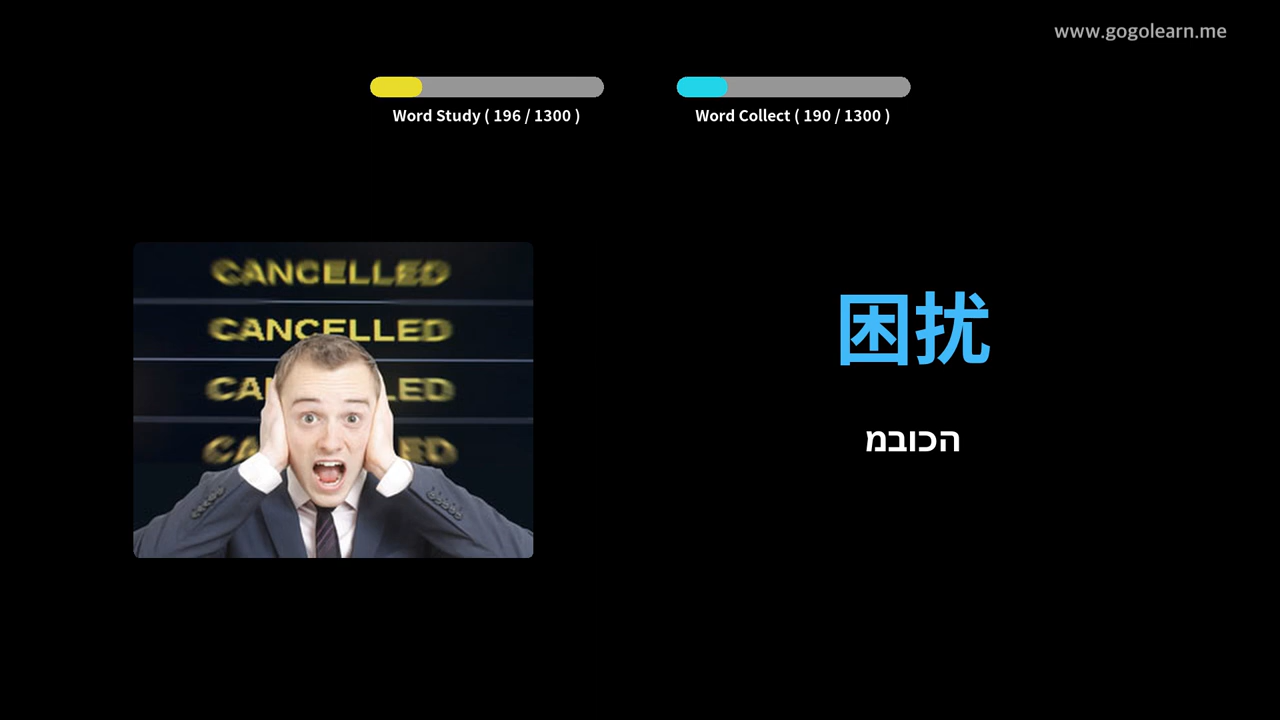 www.gogolearn.me
Word Study ( 196 / 1300 )
Word Collect ( 190 / 1300 )
CANCELLED
CANCELLED
困扰
הכובמ